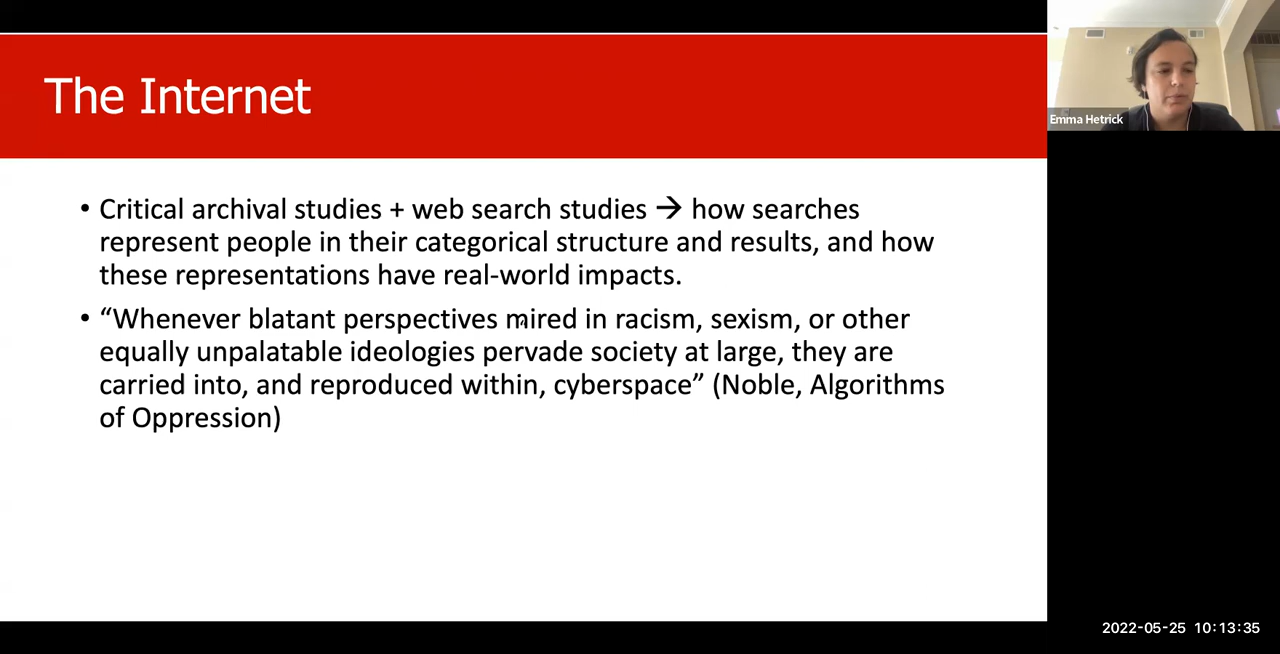 The Internet
Emma Hetrick
• Critical archival studies + web search studies → how searches
represent people in their categorical structure and results, and how
these representations have real-world impacts.
• “Whenever blatant perspectives mired in racism, sexism, or other
equally unpalatable ideologies pervade society at large, they are
carried into, and reproduced within, cyberspace” (Noble, Algorithms
of Oppression)
2022-05-25 10:13:35